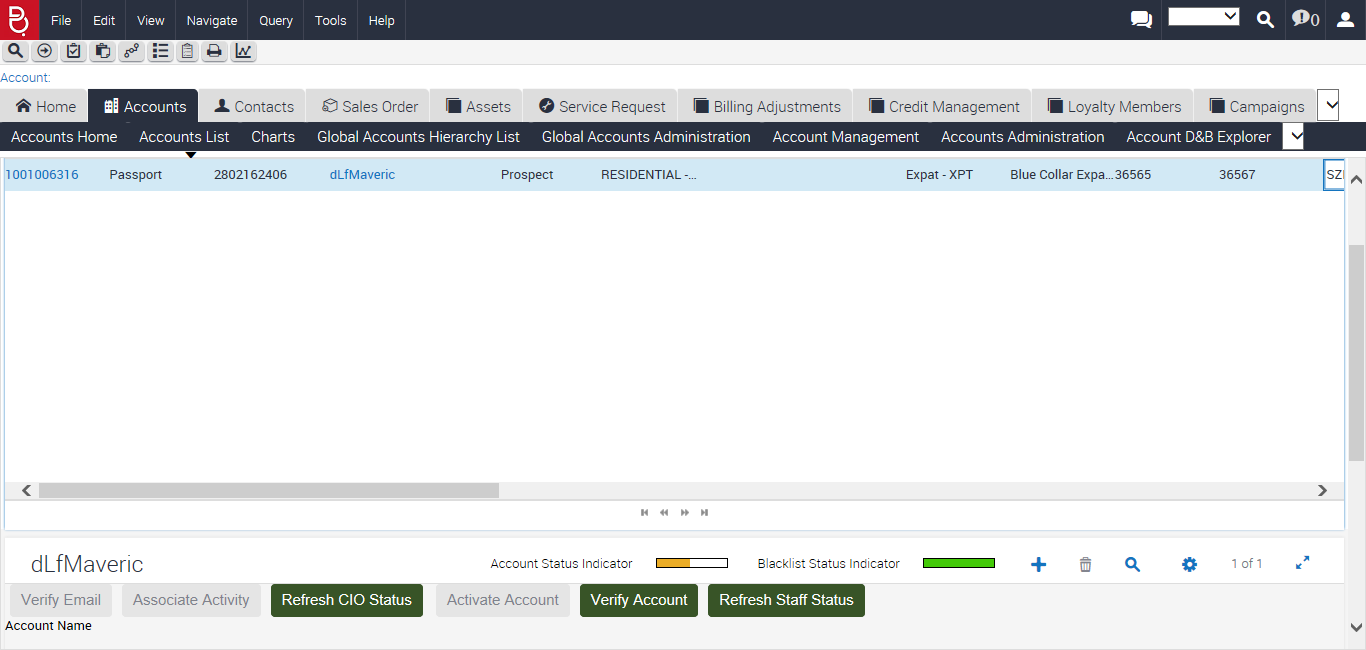 File Edit View Navigate Query Tools Help 0
Account:
Home Accounts Contacts Sales Order Assets Service Request Billing Adjustments Credit Management Loyalty Members Campaigns
Accounts Home Accounts List Charts Global Accounts Hierarchy List Global Accounts Administration Account Management Accounts Administration Account D&B Explorer
1001006316 Passport 2802162406 dLfMaveric Prospect RESIDENTIAL -... Expat - XPT Blue Collar Expa... 36565 36567
dLfMaveric Account Status Indicator Blacklist Status Indicator 1 of 1
Verify Email Associate Activity Refresh CIO Status Activate Account Verify Account Refresh Staff Status
Account Name